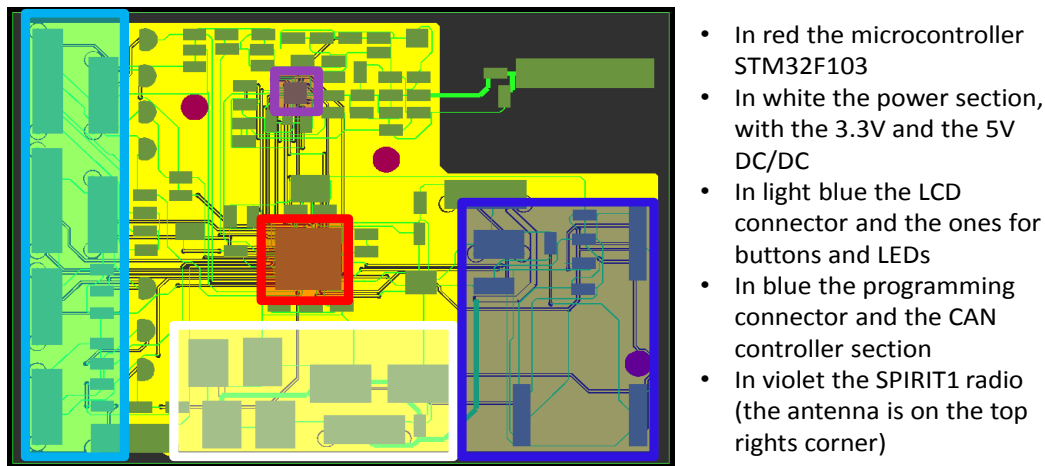 • In red the microcontroller
STM32F103
• In white the power section,
with the 3.3V and the 5V
DC/DC
• In light blue the LCD
connector and the ones for
buttons and LEDs
• In blue the programming
connector and the CAN
controller section
• In violet the SPIRIT1 radio
(the antenna is on the top
rights corner)